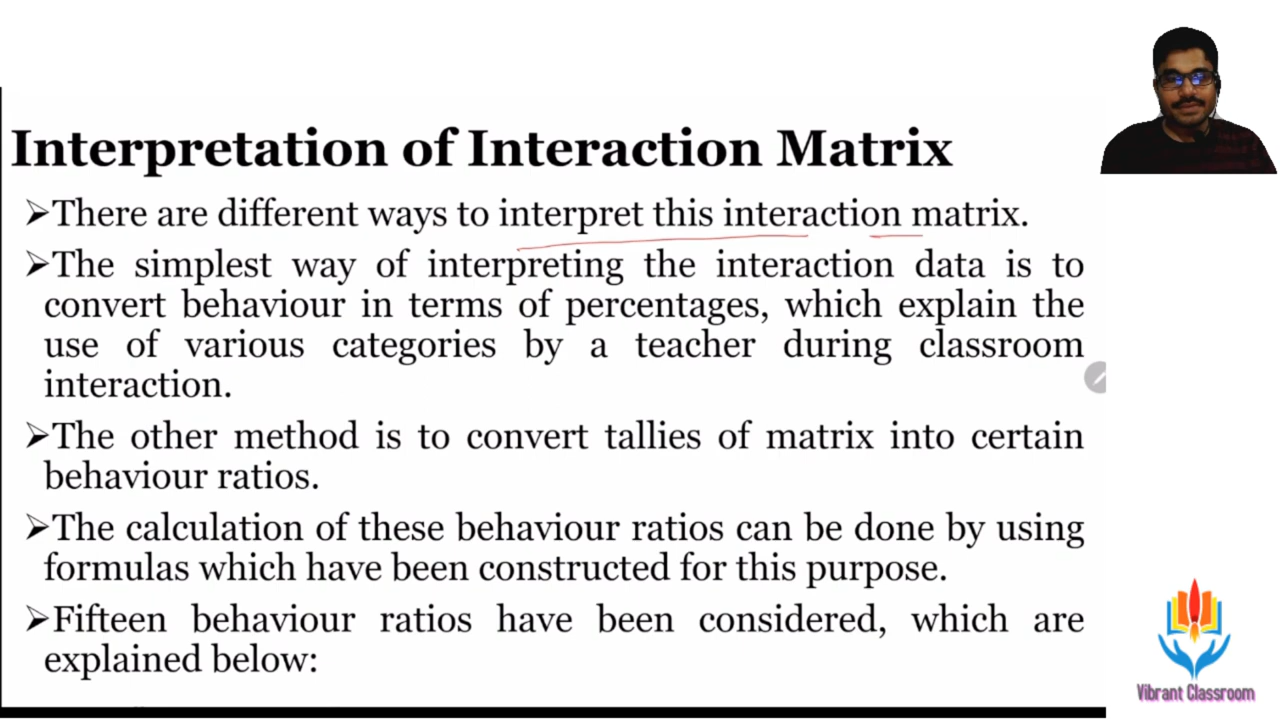 Interpretation of Interaction Matrix
➢There are different ways to interpret this interaction matrix.
➢The simplest way of interpreting the interaction data is to
convert behaviour in terms of percentages, which explain the
use of various categories by a teacher during classroom
interaction.
➢The other method is to convert tallies of matrix into certain
behaviour ratios.
➢The calculation of these behaviour ratios can be done by using
formulas which have been constructed for this purpose.
➢Fifteen behaviour ratios have been considered, which are
explained below:
Vibrant Classroom